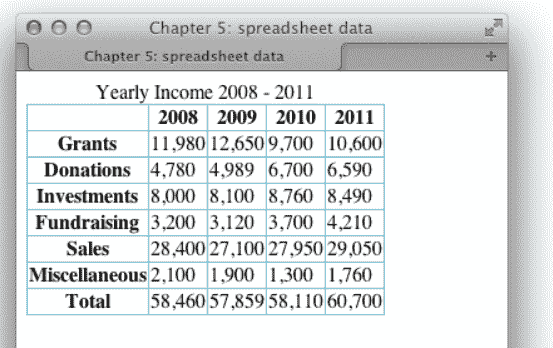 Chapter 5: spreadsheet data
Chapter 5: spreadsheet data
+
Yearly Income 2008 - 2011
2008 2009 2010 2011
Grants 11,980 12,650 9,700 10,600
Donations 4,780 4,989 6,700 6,590
Investments 8,000 8,100 8,760 8,490
Fundraising 3,200 3,120 3,700 4,210
Sales 28,400 27,100 27,950 29,050
Miscellaneous 2,100 1,900 1,300 1,760
Total 58,460 57,859 58,110 60,700